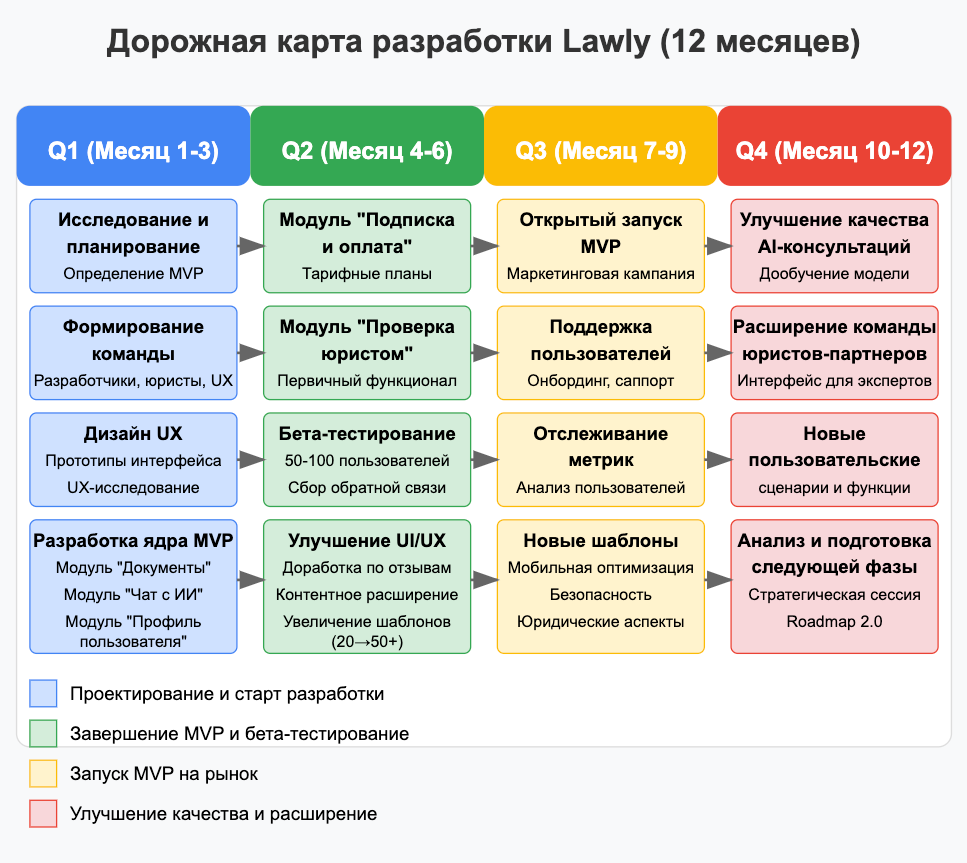 Дорожная карта разработки Lawly (12 месяцев)
Q1 (Месяц 1-3)
Исследование и
планирование
Определение MVP
Формирование
команды
Разработчики, юристы, UX
Дизайн UX
Прототипы интерфейса
UX-исследование
Разработка ядра MVP
Модуль "Документы"
Модуль "Чат с ИИ"
Модуль "Профиль
пользователя"
Q2 (Месяц 4-6)
Модуль "Подписка
и оплата"
Тарифные планы
Модуль "Проверка
юристом"
Первичный функционал
Бета-тестирование
50-100 пользователей
Сбор обратной связи
Улучшение UI/UX
Доработка по отзывам
Контентное расширение
Увеличение шаблонов
(20→50+)
Q3 (Месяц 7-9)
Открытый запуск
MVP
Маркетинговая кампания
Поддержка
пользователей
Онбординг, саппорт
Отслеживание
метрик
Анализ пользователей
Новые шаблоны
Мобильная оптимизация
Безопасность
Юридические аспекты
Q4 (Месяц 10-12)
Улучшение качества
AI-консультаций
Дообучение модели
Расширение команды
юристов-партнеров
Интерфейс для экспертов
Новые
пользовательские
сценарии и функции
Анализ и подготовка
следующей фазы
Стратегическая сессия
Roadmap 2.0
Проектирование и старт разработки
Завершение MVP и бета-тестирование
Запуск MVP на рынок
Улучшение качества и расширение